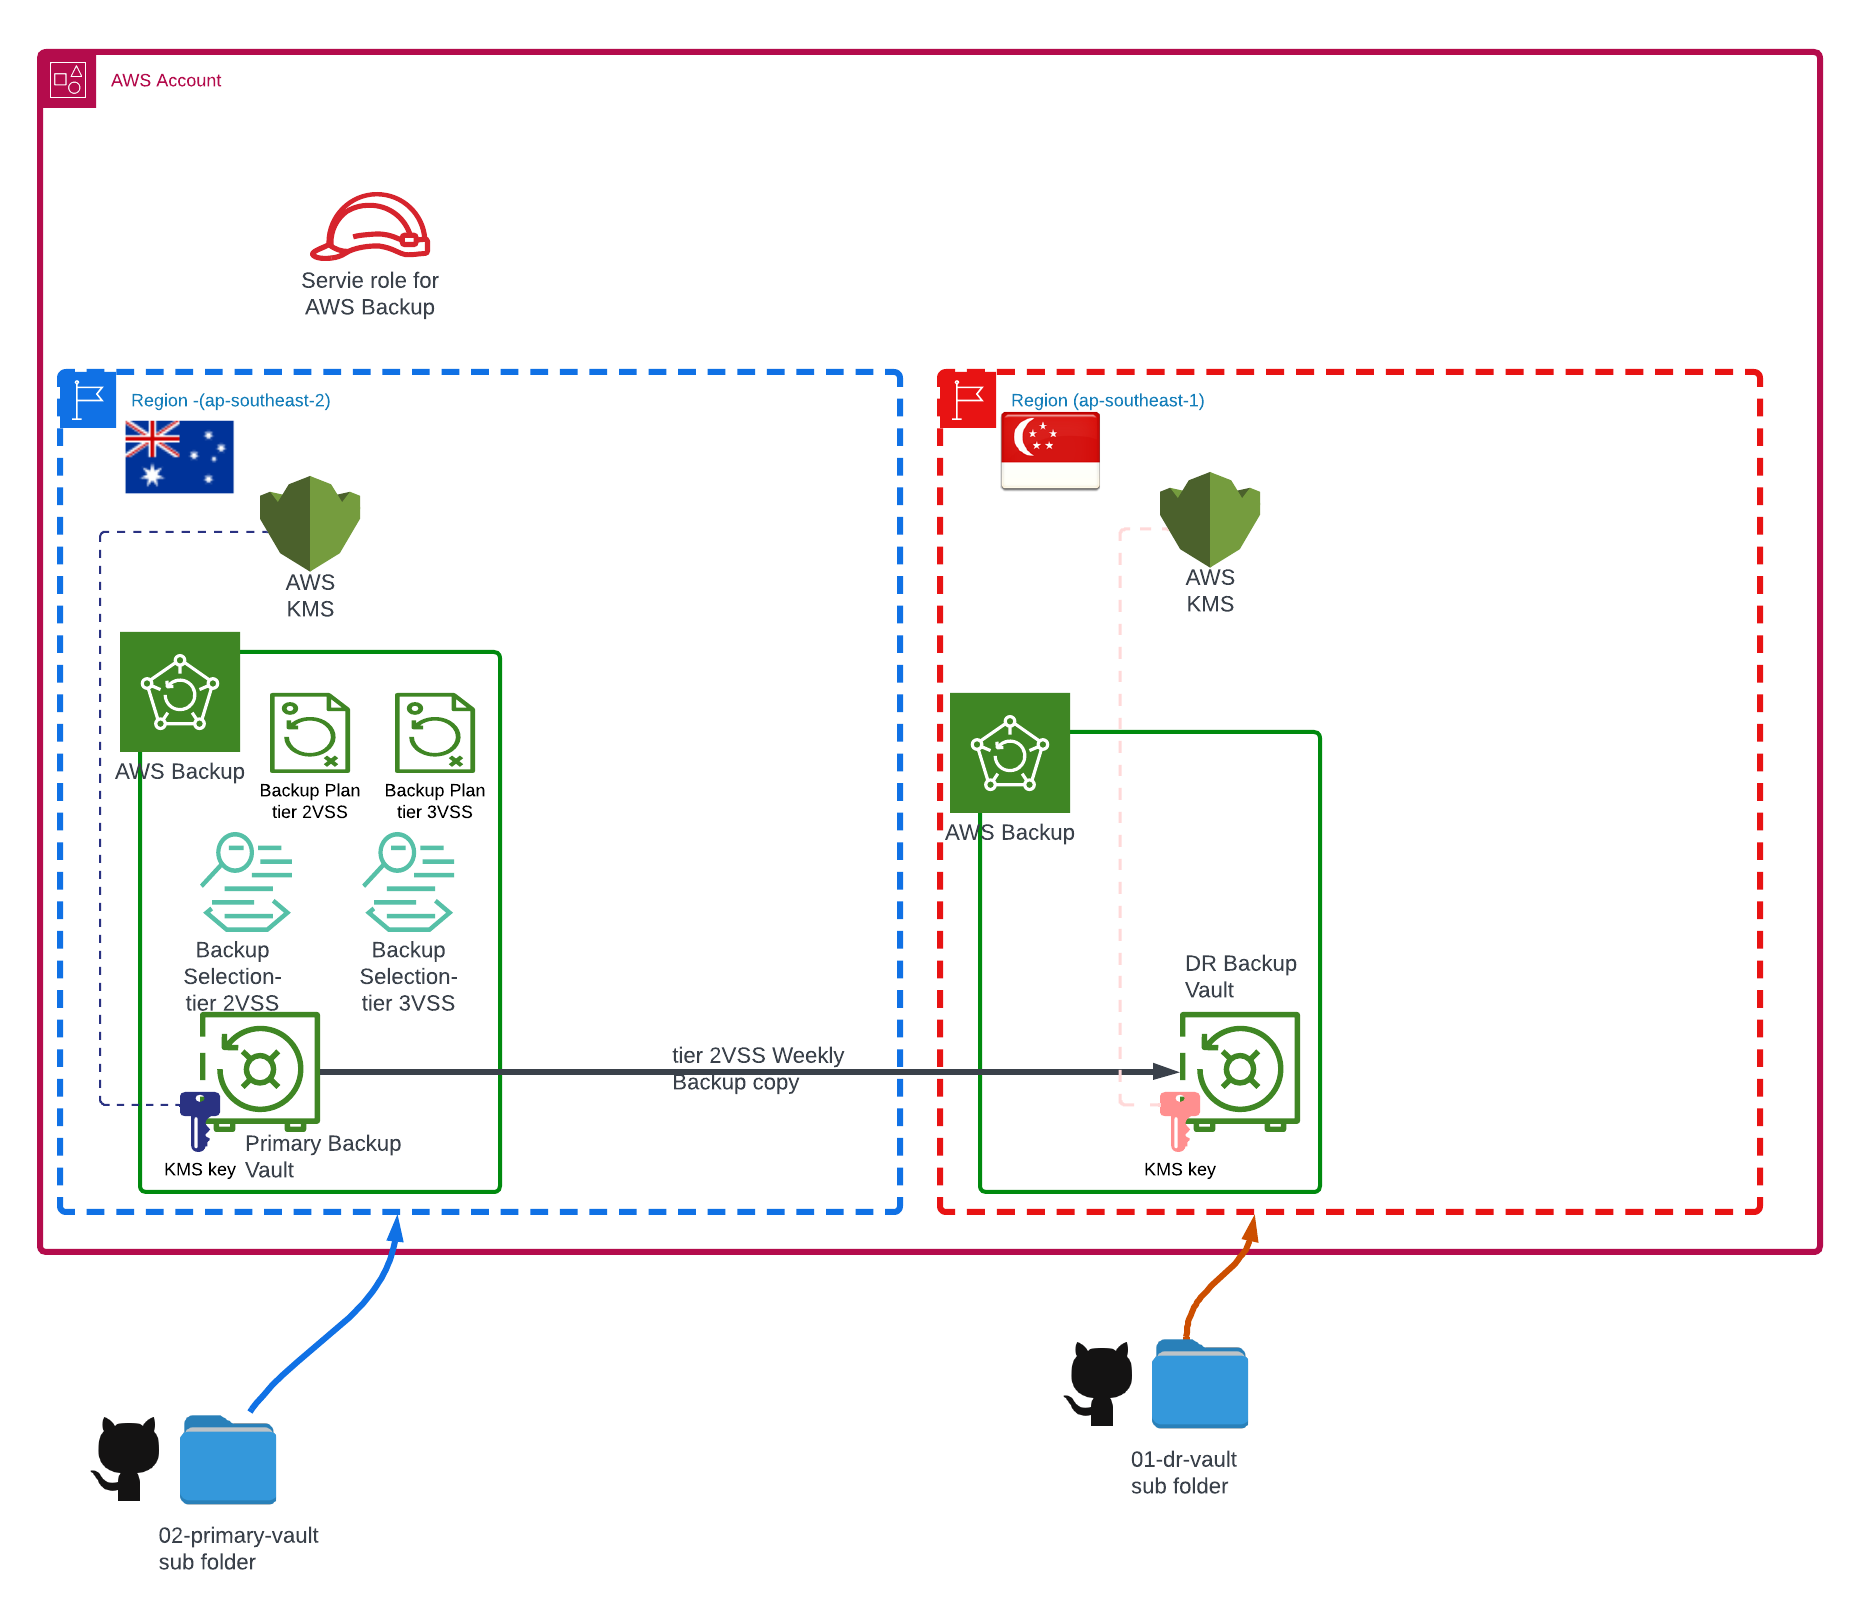 AWS Account
Servie role for
AWS Backup
Region -(ap-southeast-2)
AWS
KMS
AWS Backup
Backup Plan
tier 2VSS
Backup Plan
tier 3VSS
Backup
Selection-
tier 2VSS
Backup
Selection-
tier 3VSS
KMS key
Primary Backup
Vault
tier 2VSS Weekly
Backup copy
Region (ap-southeast-1)
AWS
KMS
AWS Backup
DR Backup
Vault
KMS key
02-primary-vault
sub folder
01-dr-vault
sub folder